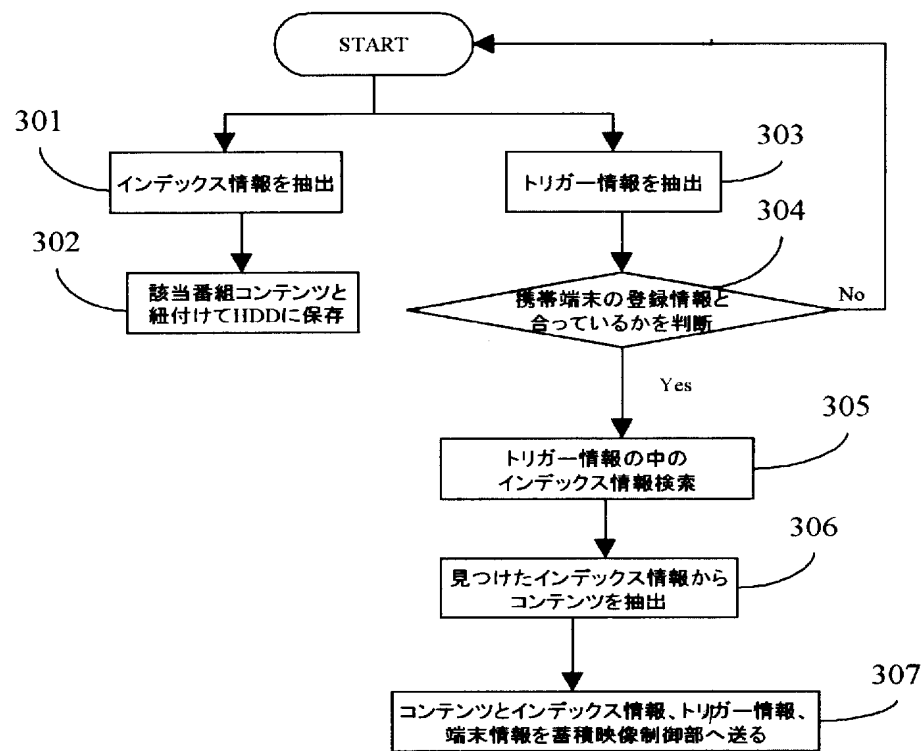 START
301
インデックス情報を抽出
302
該当番組コンテンツと
紐付けてHDDに保存
303
トリガー情報を抽出
304
携帯端末の登録情報と
合っているかを判断
No
Yes
305
トリガー情報の中の
インデックス情報検索
306
見つけたインデックス情報から
コンテンツを抽出
307
コンテンツとインデックス情報、トリガー情報、
端末情報を蓄積映像制御部へ送る